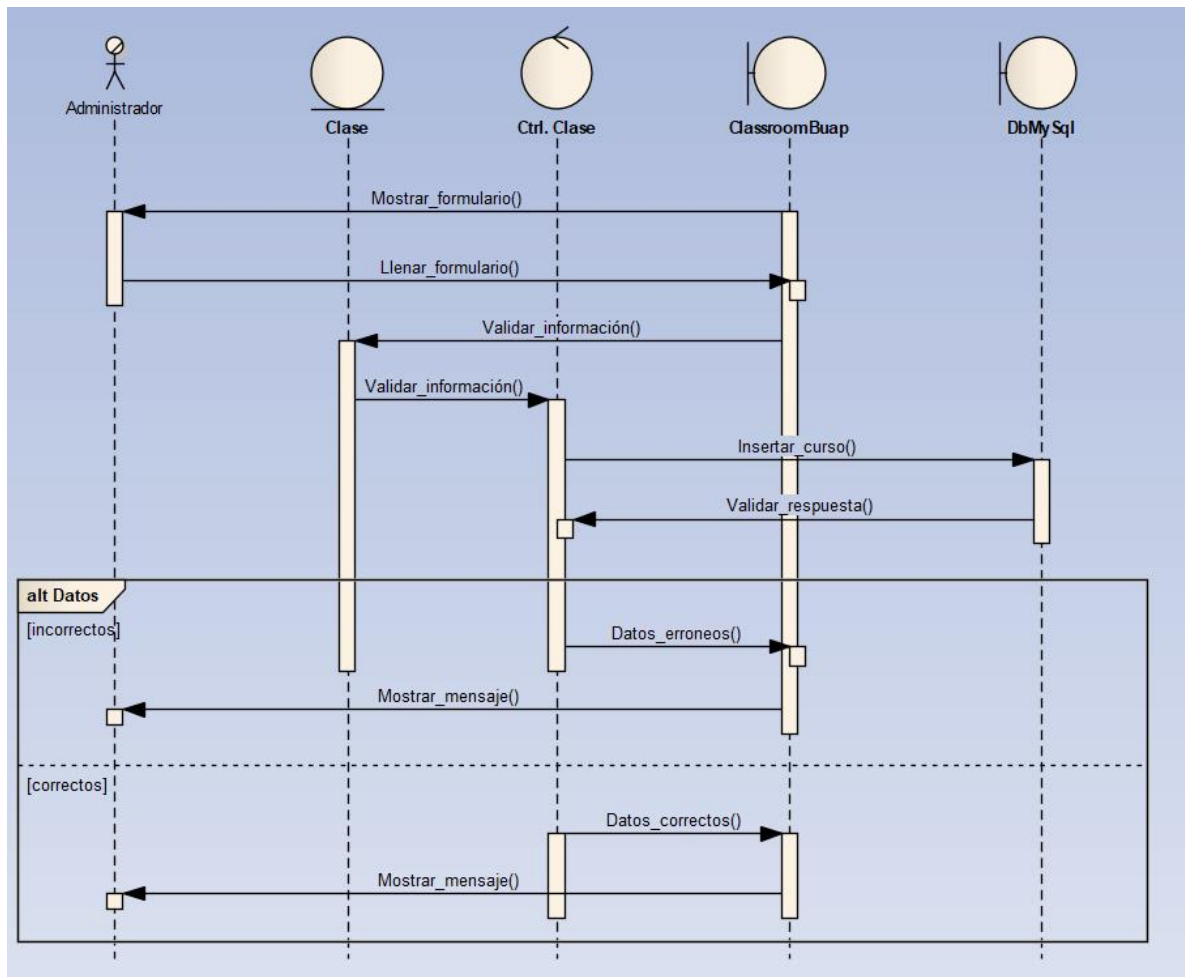 Administrador
Clase
Ctrl. Clase
ClassroomBuap
DbMySql
Mostrar_formulario()
Llenar_formulario()
Validar_información()
Validar_información()
Insertar_curso()
Validar_respuesta()
alt Datos
[incorrectos]
Datos_erroneos()
Mostrar_mensaje()
[correctos]
Datos_correctos()
Mostrar_mensaje()